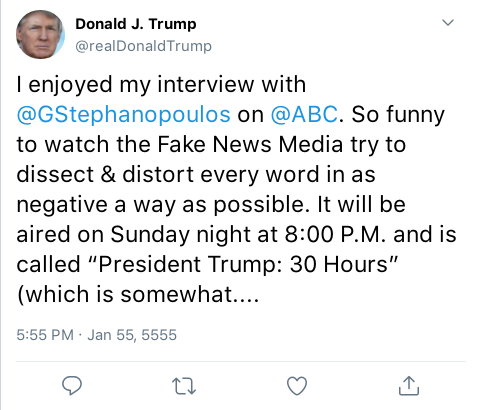 Donald J. Trump
@realDonaldTrump
I enjoyed my interview with
@GStephanopoulos on @ABC. So funny
to watch the Fake News Media try to
dissect & distort every word in as
negative a way as possible. It will be
aired on Sunday night at 8:00 P.M. and is
called “President Trump: 30 Hours”
(which is somewhat....
5:55 PM · Jan 55, 5555